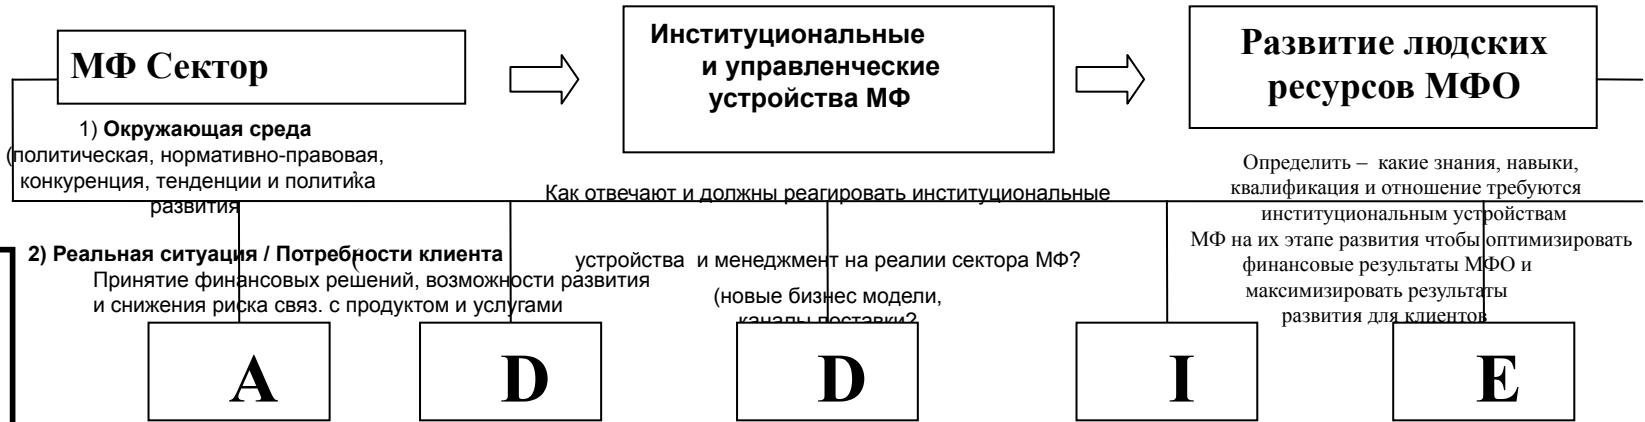 МФ Сектор
Институциональные
и управленческие
устройства МФ
Развитие людских
ресурсов МФО
1) Окружающая среда
(политическая, нормативно-правовая,
конкуренция, тенденции и политика
развития
2) Реальная ситуация / Потребности клиента
Принятие финансовых решений, возможности развития
и снижения риска связ. с продуктом и услугами
Как отвечают и должны реагировать институциональные
устройства и менеджмент на реалии сектора МФ?
(новые бизнес модели,
каналы поставки?
Определить – какие знания, навыки,
квалификация и отношение требуются
институциональным устройствам
МФ на их этапе развития чтобы оптимизировать
финансовые результаты МФО и
максимизировать результаты
развития для клиентов
A
D
D
I
E